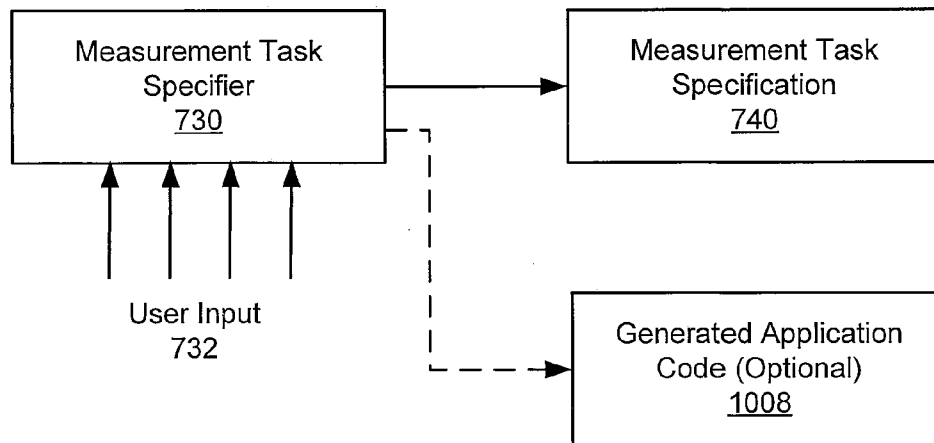 Measurement Task
Specifier
730
Measurement Task
Specification
740
User Input
732
Generated Application
Code (Optional)
1008